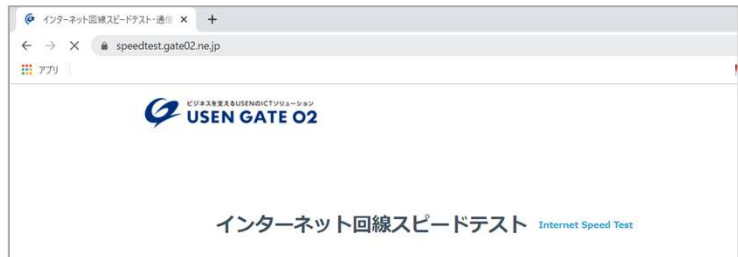 インターネット回線スピードテスト・通信
speedtest.gate02.ne.jp
アプリ
ビジネスを変えるUSENのICTソリューション
USEN GATE 02
インターネット回線スピードテスト Internet Speed Test